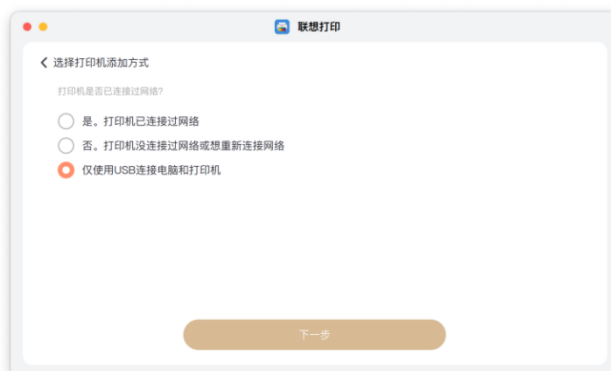 联想打印
选择打印机添加方式
打印机是否已连接过网络?
是。打印机已连接过网络
否。打印机没连接过网络或想重新连接网络
仅使用USB连接电脑和打印机
下一步